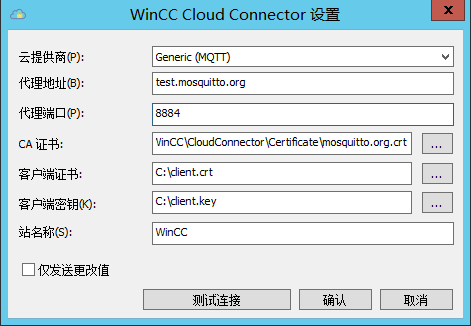 WinCC Cloud Connector 设置
云提供商(P): Generic (MQTT)
代理地址(B): test.mosquitto.org
代理端口(P): 8884
CA 证书: VinCC\CloudConnector\Certificate\mosquitto.org.crt ...
客户端证书: C:\client.crt ...
客户端密钥(K): C:\client.key ...
站名称(S): WinCC
仅发送更改值
测试连接 确认 取消